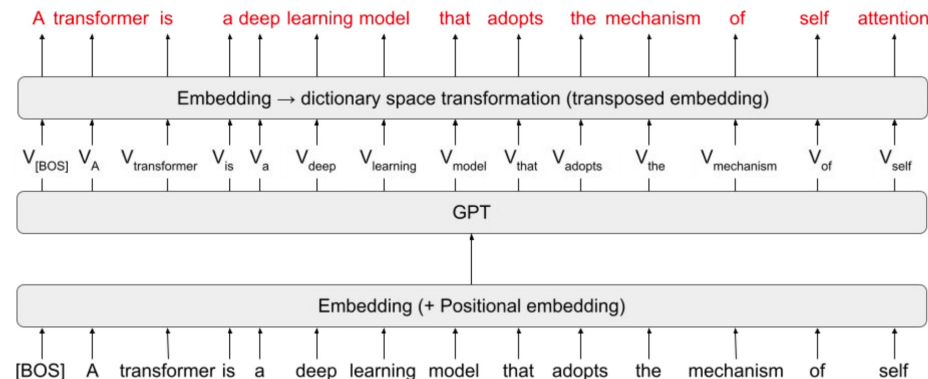 A transformer is a deep learning model that adopts the mechanism of self attention
Embedding → dictionary space transformation (transposed embedding)
V[BOS] VA Vtransformer Vis Va Vdeep Vlearning Vmodel Vthat Vadopts Vthe Vmechanism Vof Vself
GPT
Embedding (+ Positional embedding)
[BOS] A transformer is a deep learning model that adopts the mechanism of self